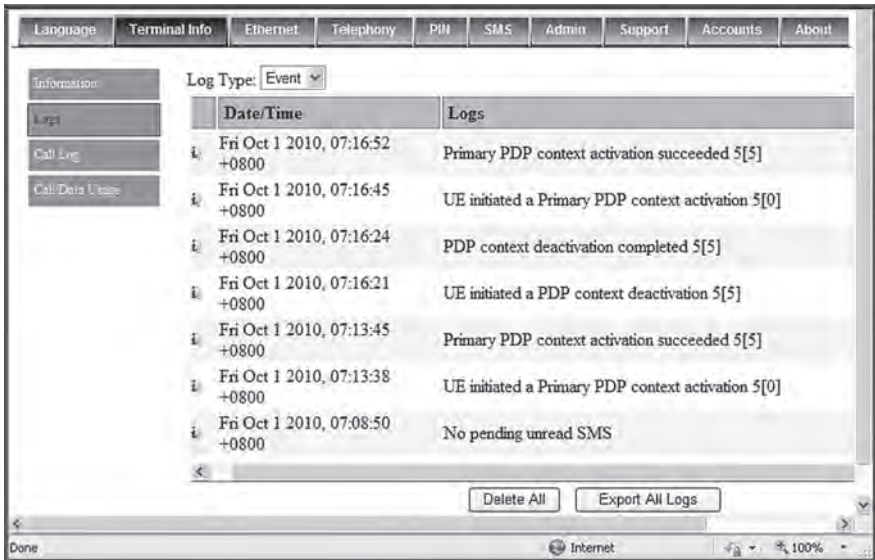 Language Terminal Info Ethernet Telephony PIN SMS Admin Support Accounts About
Information
Logs
Call Log
Call/Data Usage
Log Type: Event
Date/Time Logs
Fri Oct 1 2010, 07:16:52
+0800
Primary PDP context activation succeeded 5[5]
Fri Oct 1 2010, 07:16:45
+0800
UE initiated a Primary PDP context activation 5[0]
Fri Oct 1 2010, 07:16:24
+0800
PDP context deactivation completed 5[5]
Fri Oct 1 2010, 07:16:21
+0800
UE initiated a PDP context deactivation 5[5]
Fri Oct 1 2010, 07:13:45
+0800
Primary PDP context activation succeeded 5[5]
Fri Oct 1 2010, 07:13:38
+0800
UE initiated a Primary PDP context activation 5[0]
Fri Oct 1 2010, 07:08:50
+0800
No pending unread SMS
Delete All Export All Logs
Done Internet 100%